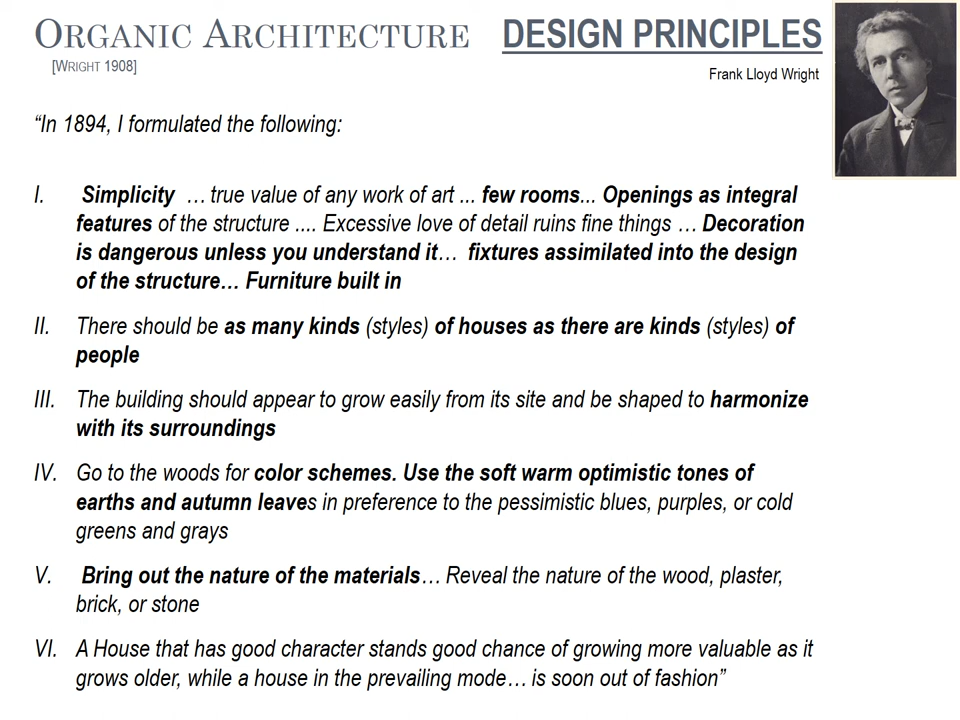 ORGANIC ARCHITECTURE DESIGN PRINCIPLES
[WRIGHT 1908]
Frank Lloyd Wright
“In 1894, I formulated the following:
I. Simplicity … true value of any work of art ... few rooms... Openings as integral
features of the structure .... Excessive love of detail ruins fine things … Decoration
is dangerous unless you understand it… fixtures assimilated into the design
of the structure… Furniture built in
II. There should be as many kinds (styles) of houses as there are kinds (styles) of
people
III. The building should appear to grow easily from its site and be shaped to harmonize
with its surroundings
IV. Go to the woods for color schemes. Use the soft warm optimistic tones of
earths and autumn leaves in preference to the pessimistic blues, purples, or cold
greens and grays
V. Bring out the nature of the materials… Reveal the nature of the wood, plaster,
brick, or stone
VI. A House that has good character stands good chance of growing more valuable as it
grows older, while a house in the prevailing mode… is soon out of fashion”